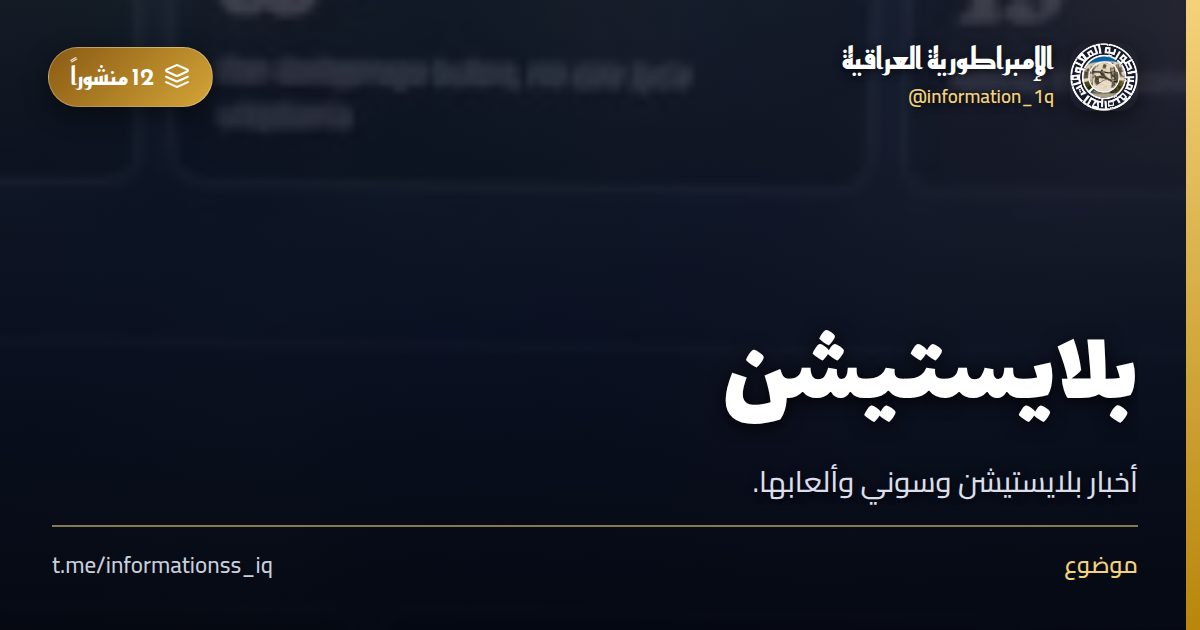 الإمبراطورية العراقية
@information_1q
12 منشوراً
بلايستيشن
أخبار بلايستيشن وسوني وألعابها.
موضوع
t.me/informationss_iq